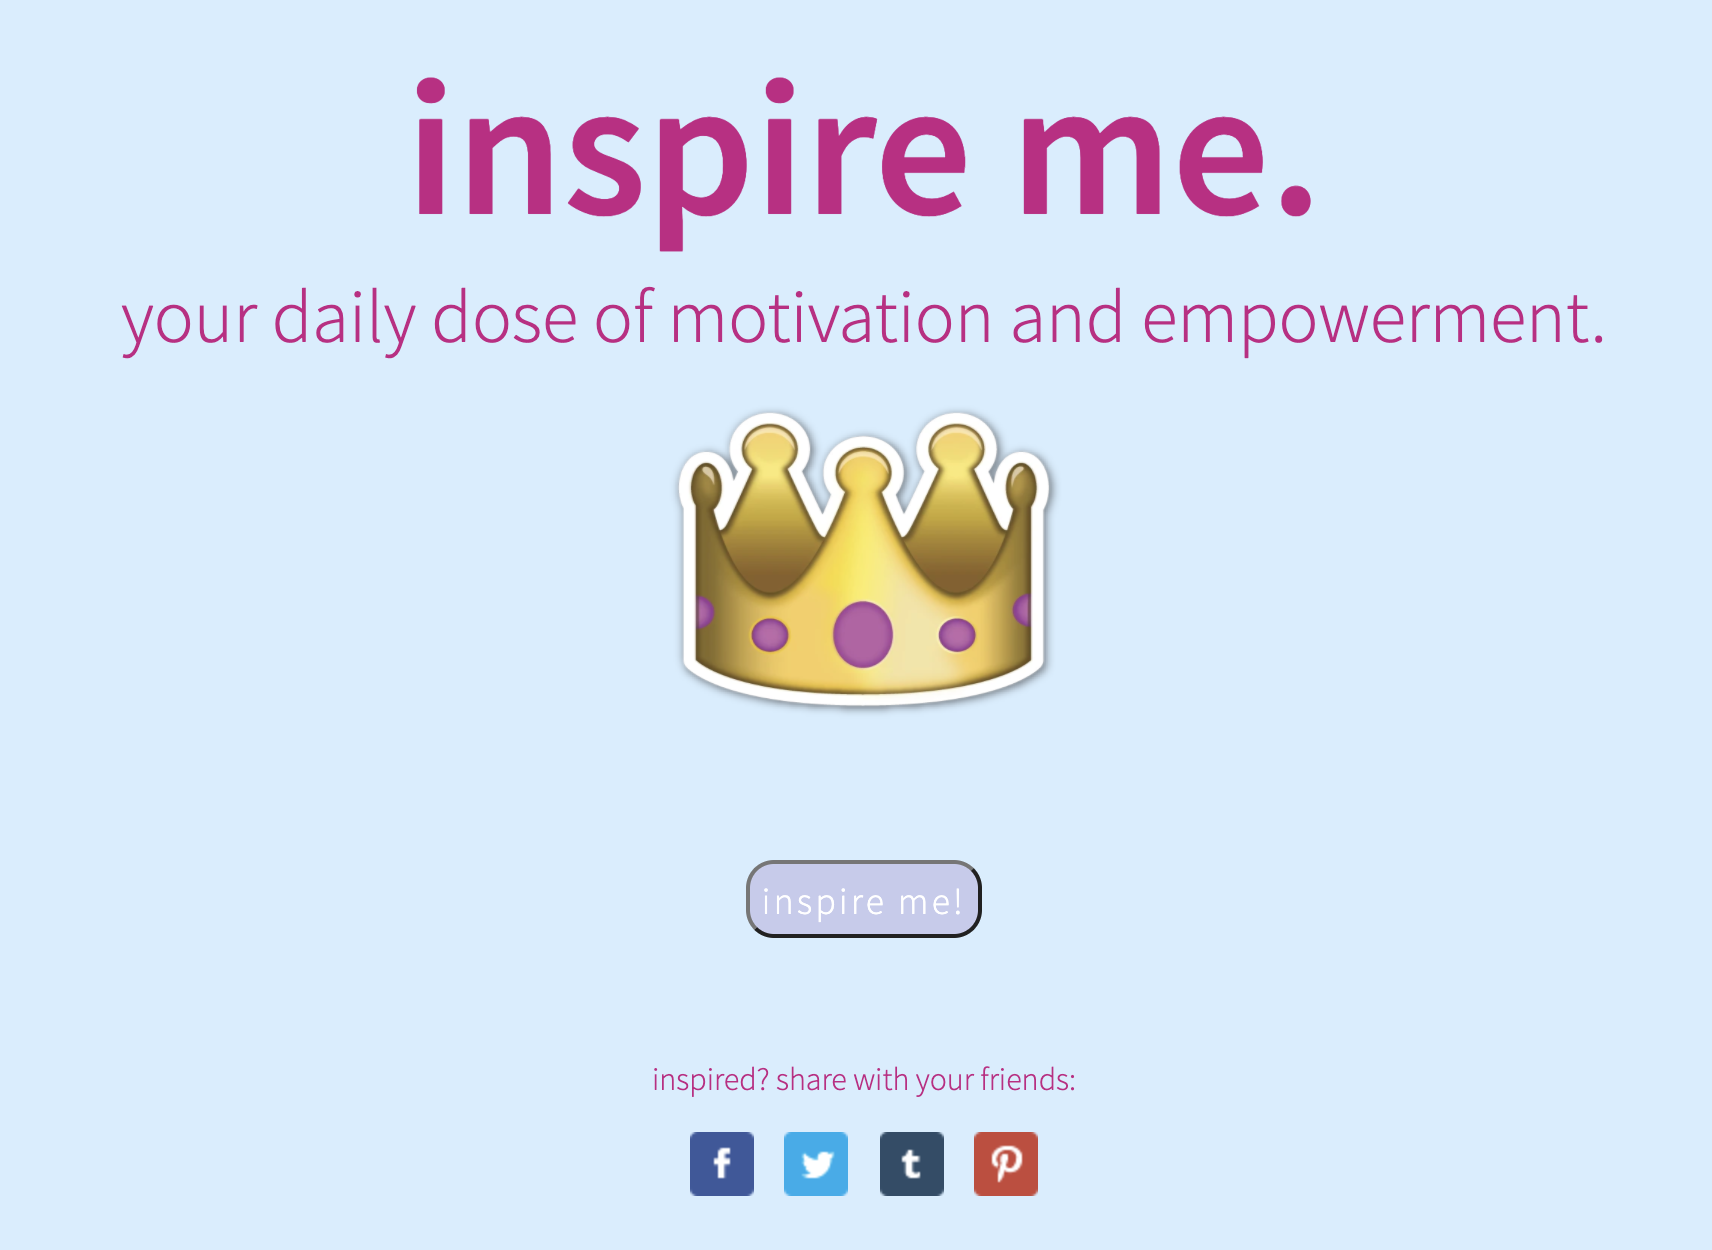 inspire me.
your daily dose of motivation and empowerment.
inspire me!
inspired? share with your friends: